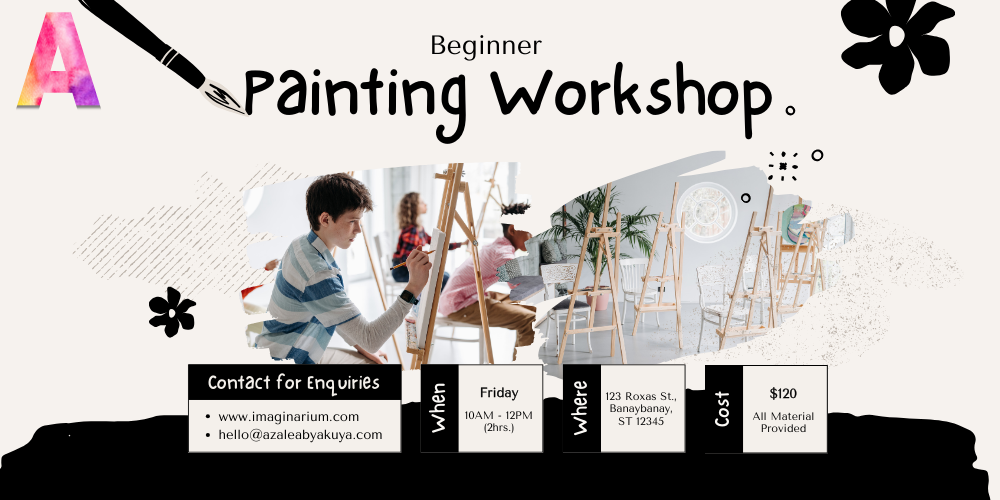 A
Beginner
Painting Workshop
Contact for Enquiries
• www.imaginarium.com
• hello@azaleabyakuya.com
When
Friday
10AM - 12PM
(2hrs.)
Where
123 Roxas St.,
Banaybanay,
ST 12345
Cost
$120
All Material
Provided